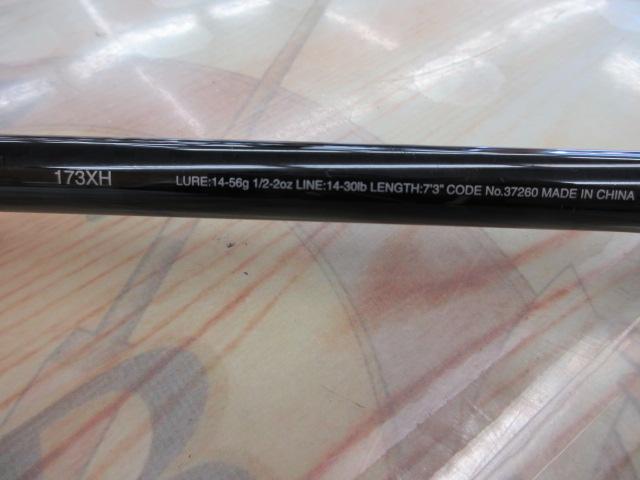 173XH LURE:14-56g 1/2-2oz LINE:14-30lb LENGTH:7'3" CODE No.37260 MADE IN CHINA